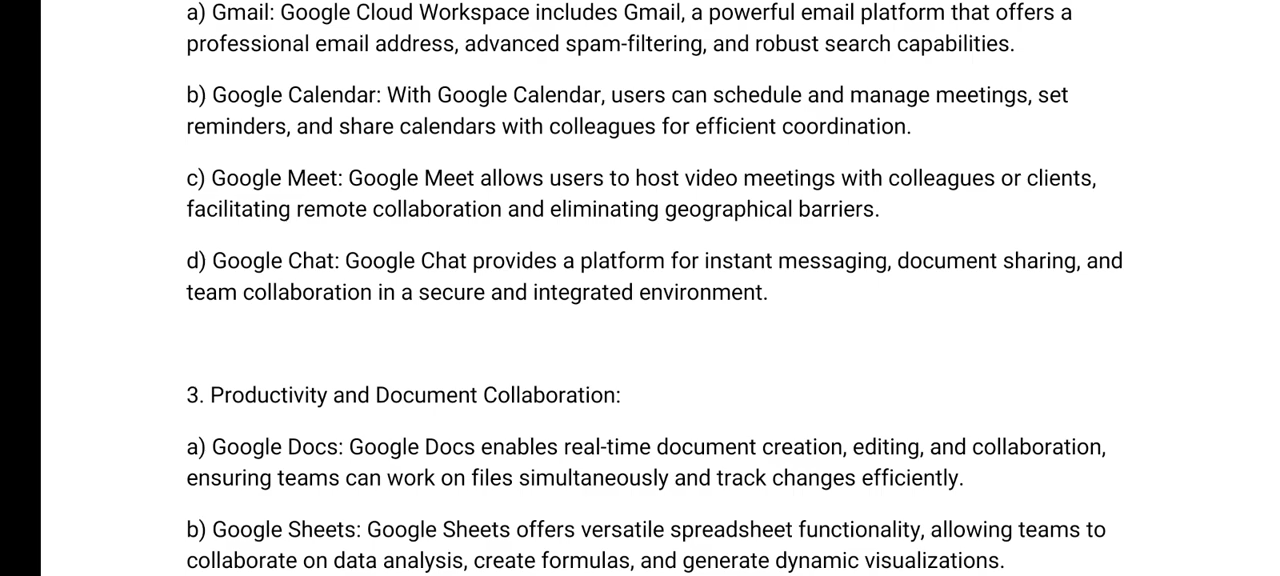 a) Gmail: Google Cloud Workspace includes Gmail, a powerful email platform that offers a
professional email address, advanced spam-filtering, and robust search capabilities.
b) Google Calendar: With Google Calendar, users can schedule and manage meetings, set
reminders, and share calendars with colleagues for efficient coordination.
c) Google Meet: Google Meet allows users to host video meetings with colleagues or clients,
facilitating remote collaboration and eliminating geographical barriers.
d) Google Chat: Google Chat provides a platform for instant messaging, document sharing, and
team collaboration in a secure and integrated environment.
3. Productivity and Document Collaboration:
a) Google Docs: Google Docs enables real-time document creation, editing, and collaboration,
ensuring teams can work on files simultaneously and track changes efficiently.
b) Google Sheets: Google Sheets offers versatile spreadsheet functionality, allowing teams to
collaborate on data analysis, create formulas, and generate dynamic visualizations.